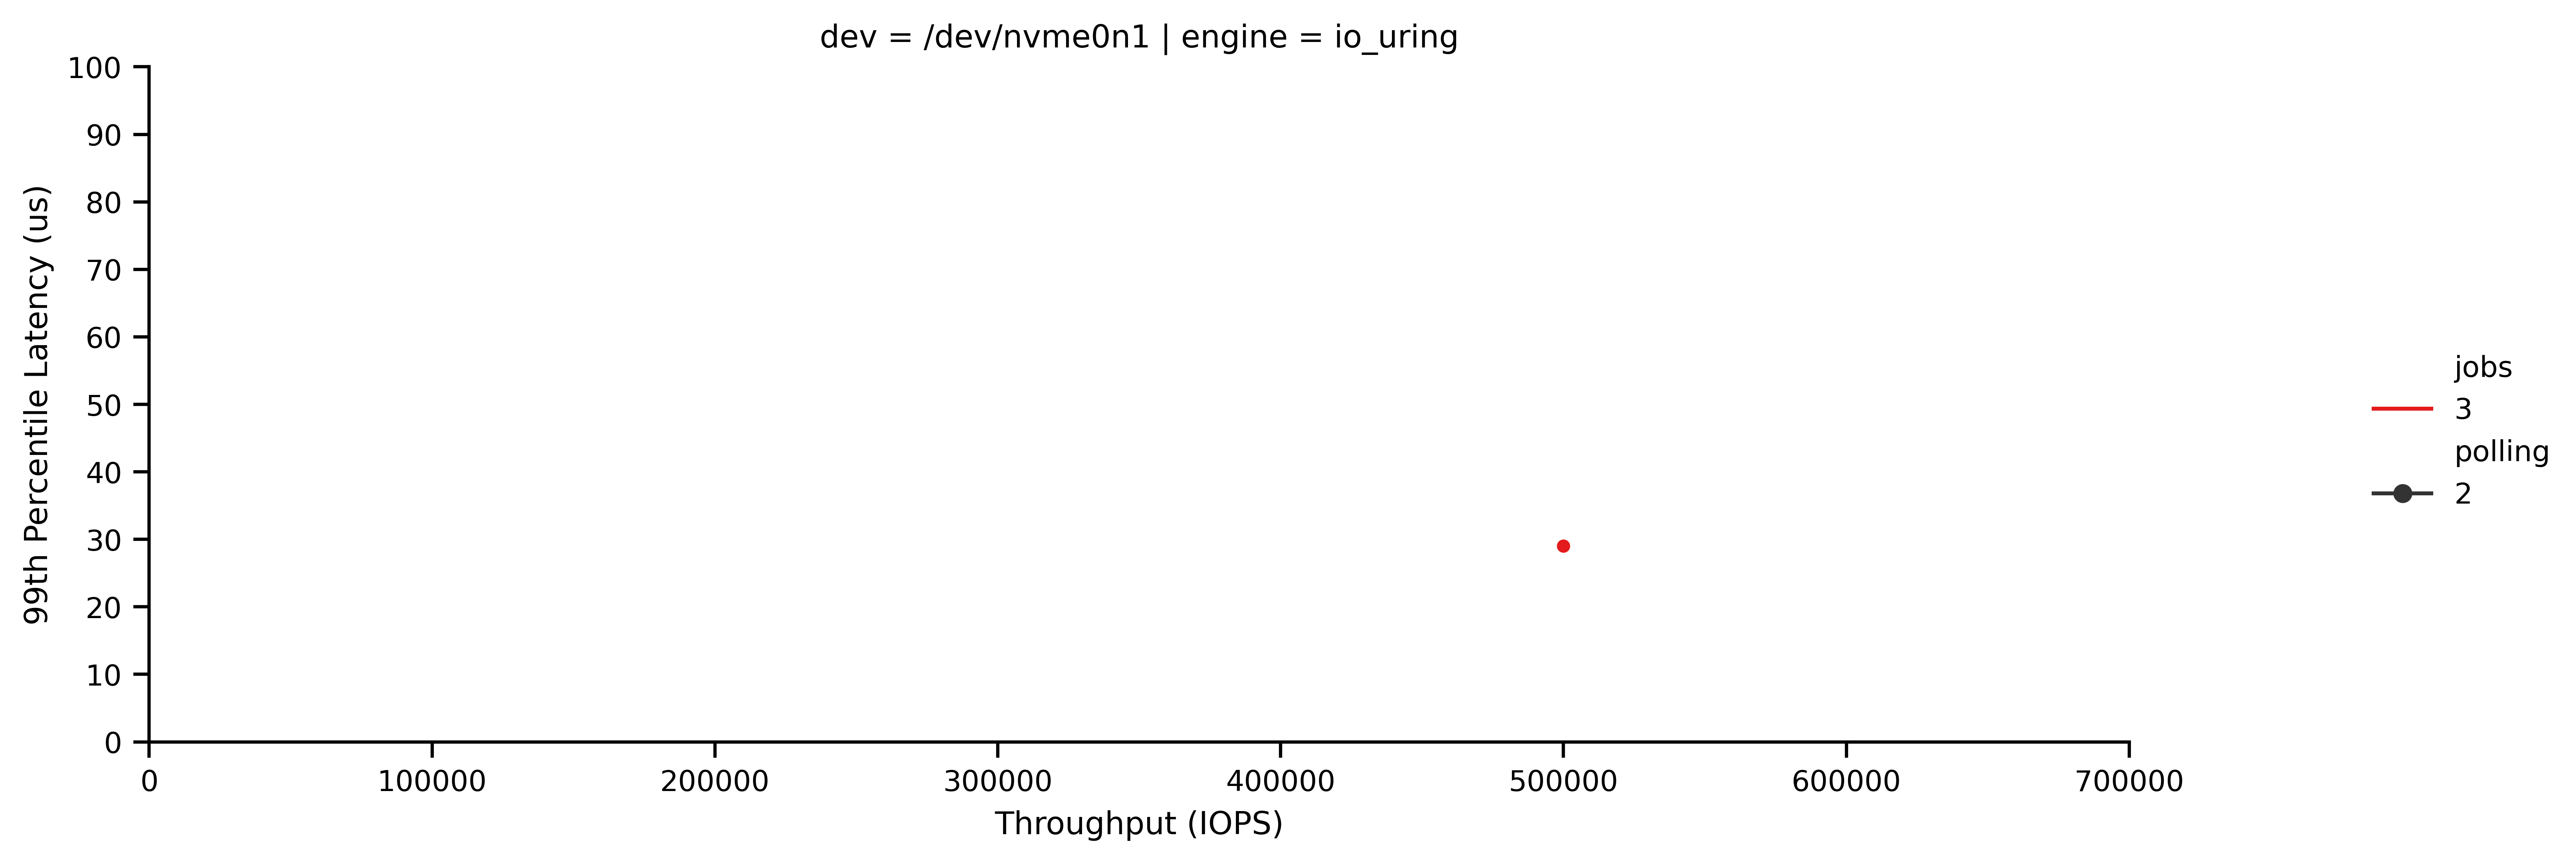 dev = /dev/nvme0n1 | engine = io_uring
100
90
80
70
60
50
40
30
20
10
0
99th Percentile Latency (us)
0 100000 200000 300000 400000 500000 600000 700000
Throughput (IOPS)
jobs
3
polling
2